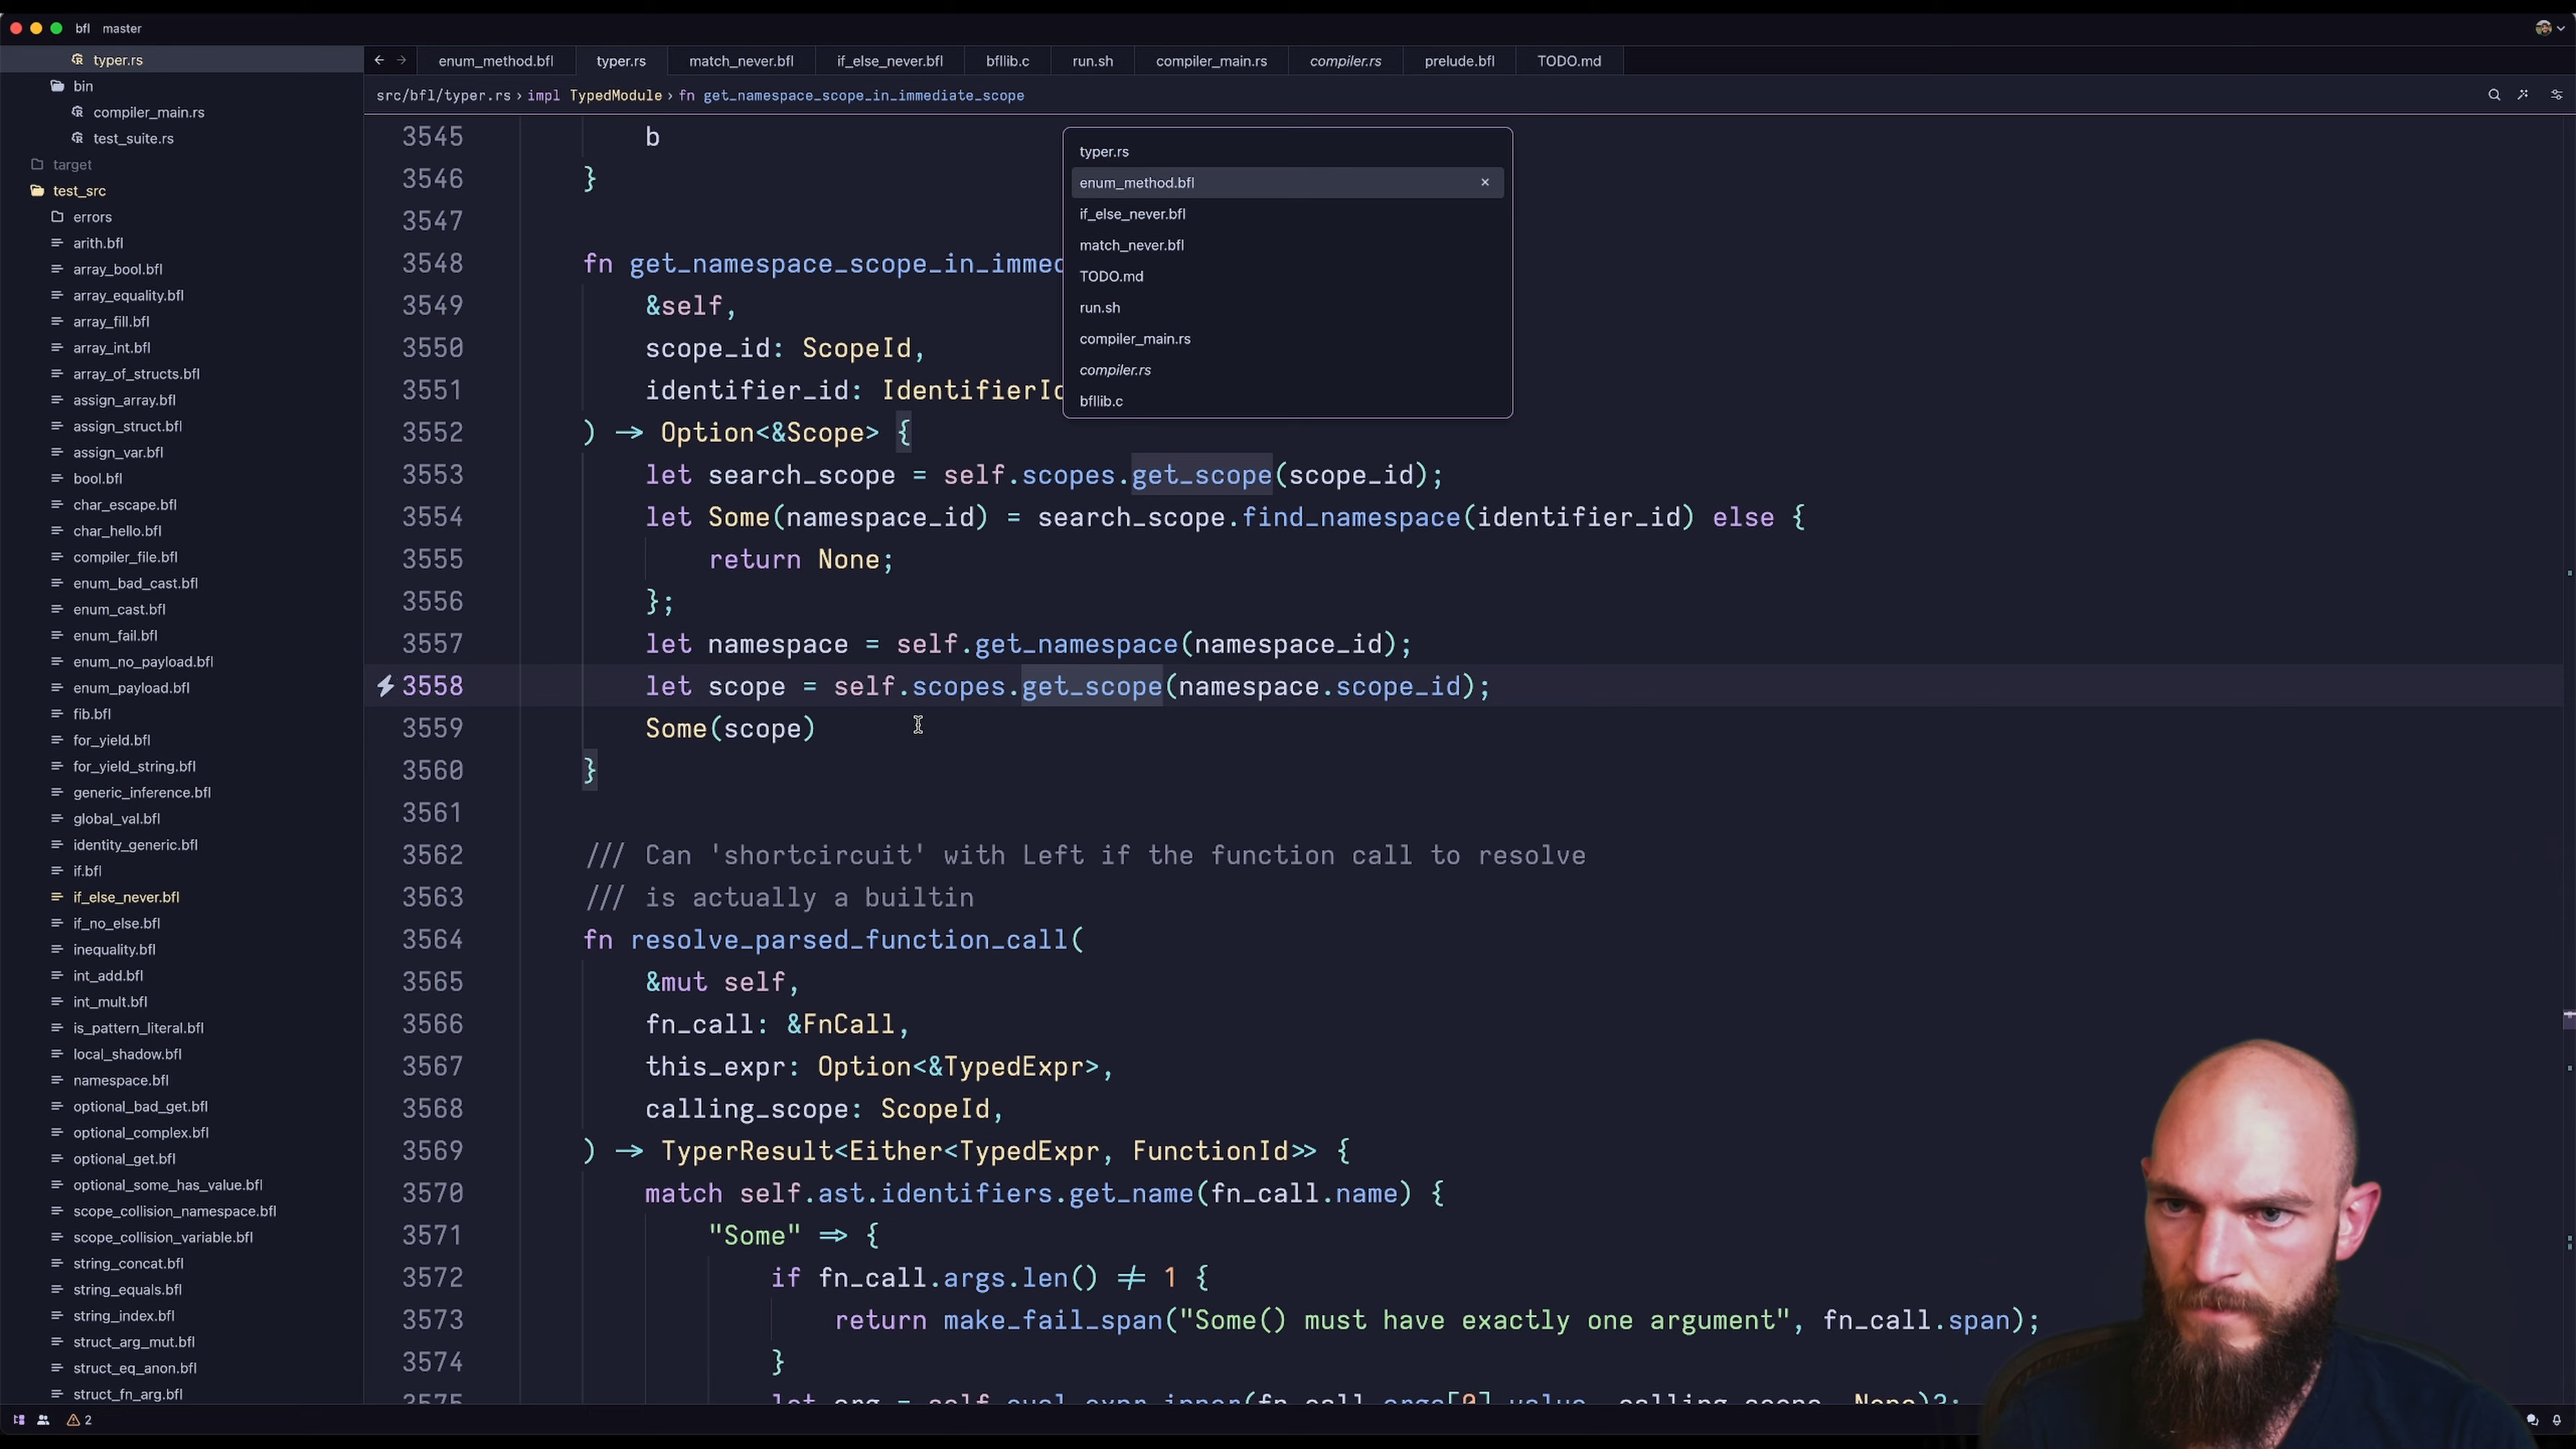 bfl master
typer.rs
bin
compiler_main.rs
test_suite.rs
target
test_src
errors
arith.bfl
array_bool.bfl
array_equality.bfl
array_fill.bfl
array_int.bfl
array_of_structs.bfl
assign_array.bfl
assign_struct.bfl
assign_var.bfl
bool.bfl
char_escape.bfl
char_hello.bfl
compiler_file.bfl
enum_bad_cast.bfl
enum_cast.bfl
enum_fail.bfl
enum_no_payload.bfl
enum_payload.bfl
fib.bfl
for_yield.bfl
for_yield_string.bfl
generic_inference.bfl
global_val.bfl
identity_generic.bfl
if.bfl
if_else_never.bfl
if_no_else.bfl
inequality.bfl
int_add.bfl
int_mult.bfl
is_pattern_literal.bfl
local_shadow.bfl
namespace.bfl
optional_bad_get.bfl
optional_complex.bfl
optional_get.bfl
optional_some_has_value.bfl
scope_collision_namespace.bfl
scope_collision_variable.bfl
string_concat.bfl
string_equals.bfl
string_index.bfl
struct_arg_mut.bfl
struct_eq_anon.bfl
struct_fn_arg.bfl
2
enum_method.bfl typer.rs match_never.bfl if_else_never.bfl bfllib.c run.sh compiler_main.rs compiler.rs prelude.bfl TODO.md
src/bfl/typer.rs › impl TypedModule › fn get_namespace_scope_in_immediate_scope
typer.rs
enum_method.bfl
if_else_never.bfl
match_never.bfl
TODO.md
run.sh
compiler_main.rs
compiler.rs
bfllib.c
3545 b
3546 }
3547
3548 fn get_namespace_scope_in_immed
3549 &self,
3550 scope_id: ScopeId,
3551 identifier_id: IdentifierId
3552 ) → Option<&Scope> {
3553 let search_scope = self.scopes.get_scope(scope_id);
3554 let Some(namespace_id) = search_scope.find_namespace(identifier_id) else {
3555 return None;
3556 };
3557 let namespace = self.get_namespace(namespace_id);
3558 let scope = self.scopes.get_scope(namespace.scope_id);
3559 Some(scope)
3560 }
3561
3562 /// Can 'shortcircuit' with Left if the function call to resolve
3563 /// is actually a builtin
3564 fn resolve_parsed_function_call(
3565 &mut self,
3566 fn_call: &FnCall,
3567 this_expr: Option<&TypedExpr>,
3568 calling_scope: ScopeId,
3569 ) → TyperResult<Either<TypedExpr, FunctionId>> {
3570 match self.ast.identifiers.get_name(fn_call.name) {
3571 "Some" ⇒ {
3572 if fn_call.args.len() ≠ 1 {
3573 return make_fail_span("Some() must have exactly one argument", fn_call.span);
3574 }
3575 let arg = self.eval_expr_inner(fn_call.args[0].value, calling_scope, None)?;